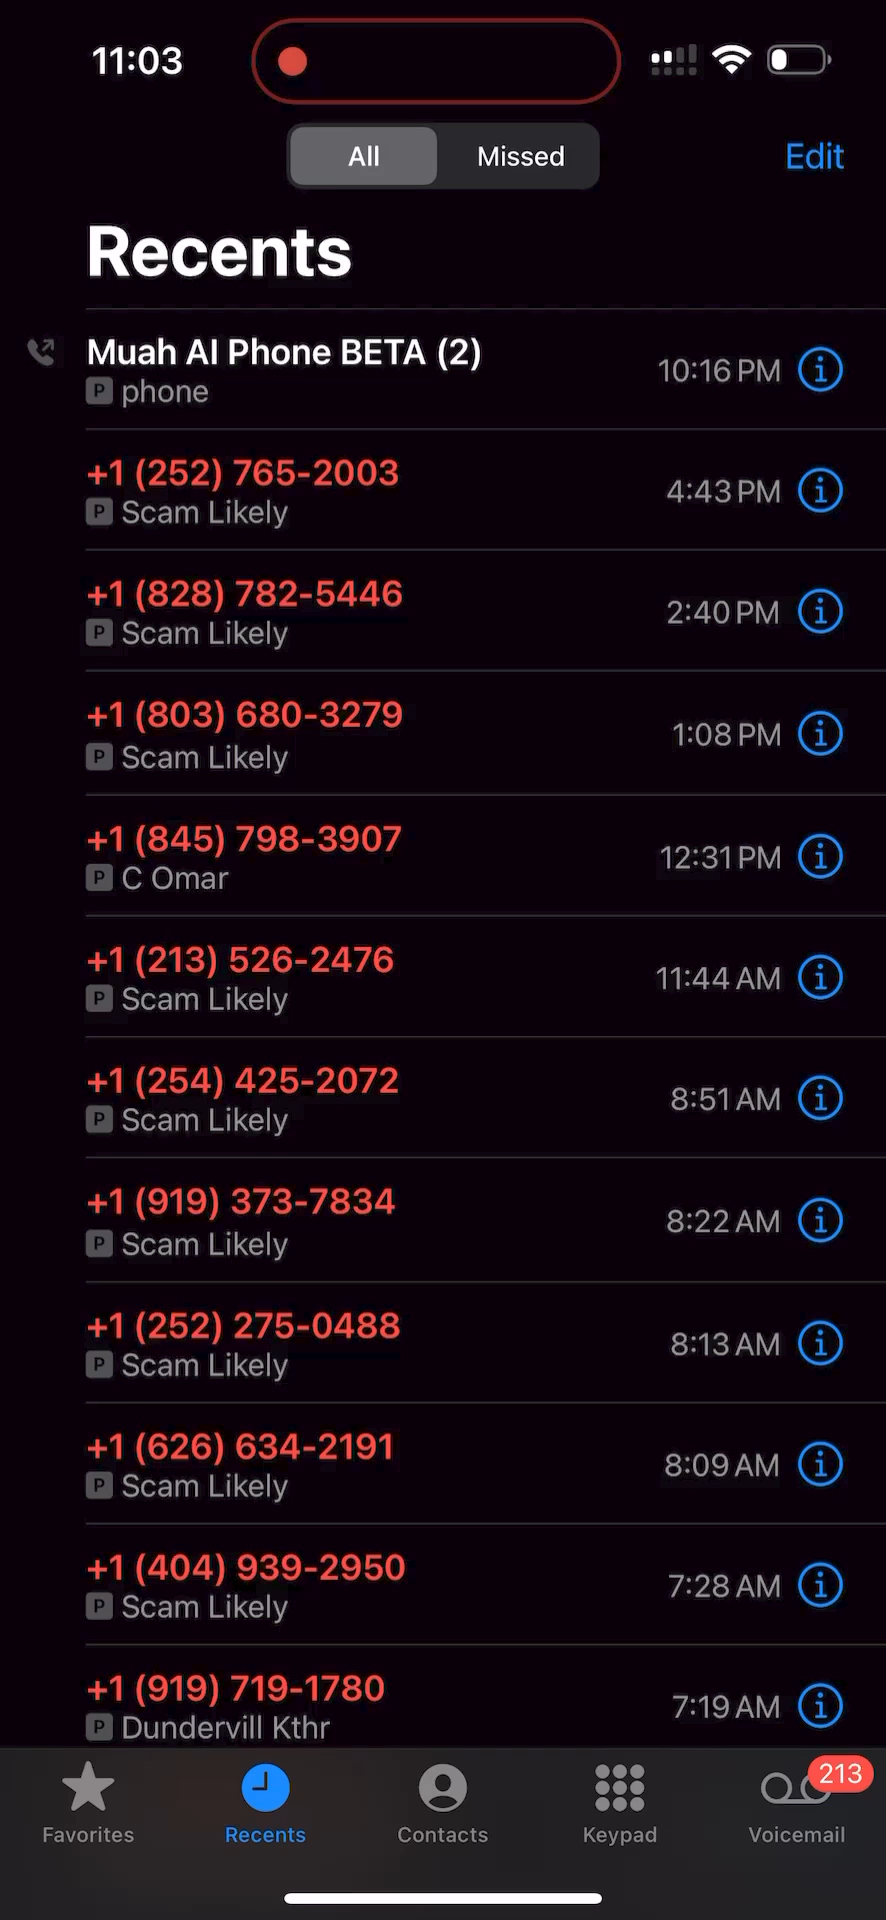 11:03
All Missed Edit
Recents
Muah AI Phone BETA (2)
P phone
10:16 PM
+1 (252) 765-2003
P Scam Likely
4:43 PM
+1 (828) 782-5446
P Scam Likely
2:40 PM
+1 (803) 680-3279
P Scam Likely
1:08 PM
+1 (845) 798-3907
P C Omar
12:31 PM
+1 (213) 526-2476
P Scam Likely
11:44 AM
+1 (254) 425-2072
P Scam Likely
8:51 AM
+1 (919) 373-7834
P Scam Likely
8:22 AM
+1 (252) 275-0488
P Scam Likely
8:13 AM
+1 (626) 634-2191
P Scam Likely
8:09 AM
+1 (404) 939-2950
P Scam Likely
7:28 AM
+1 (919) 719-1780
P Dundervill Kthr
7:19 AM
213
Favorites Recents Contacts Keypad Voicemail